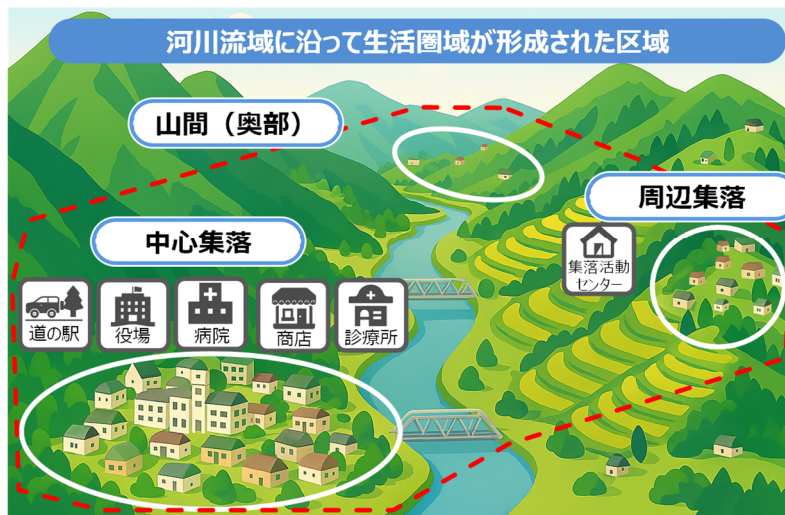 河川流域に沿って生活圏域が形成された区域
山間（奥部）
周辺集落
中心集落
集落活動
センター
道の駅
役場
病院
商店
診療所